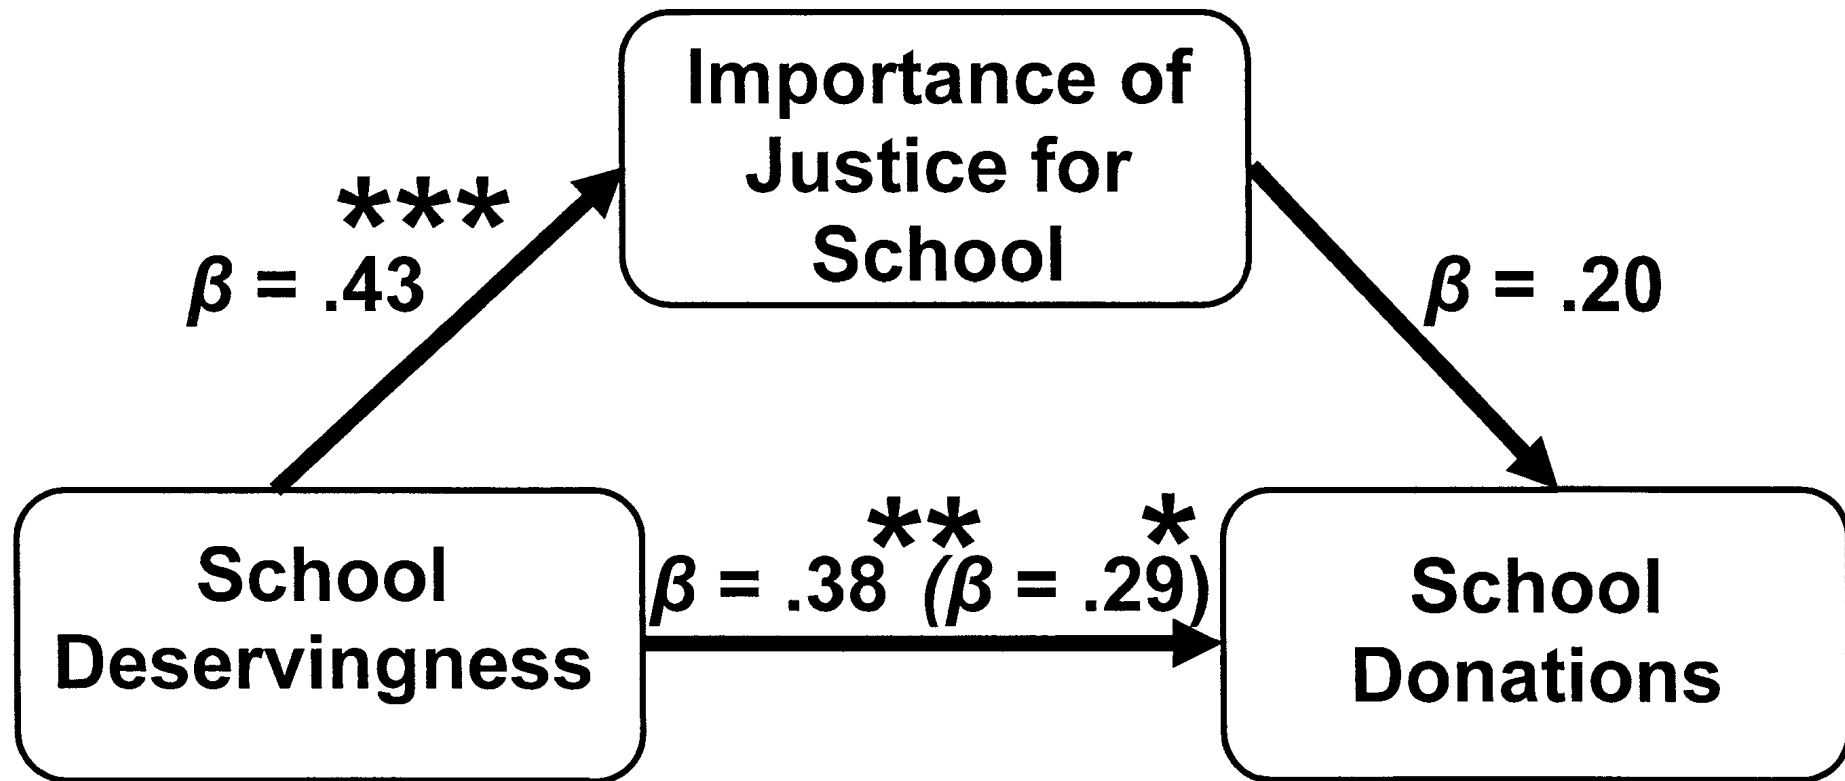 Importance of
Justice for
School
***
β = .43
β = .20
** *
β = .38 (β = .29)
School
Deservingness
School
Donations